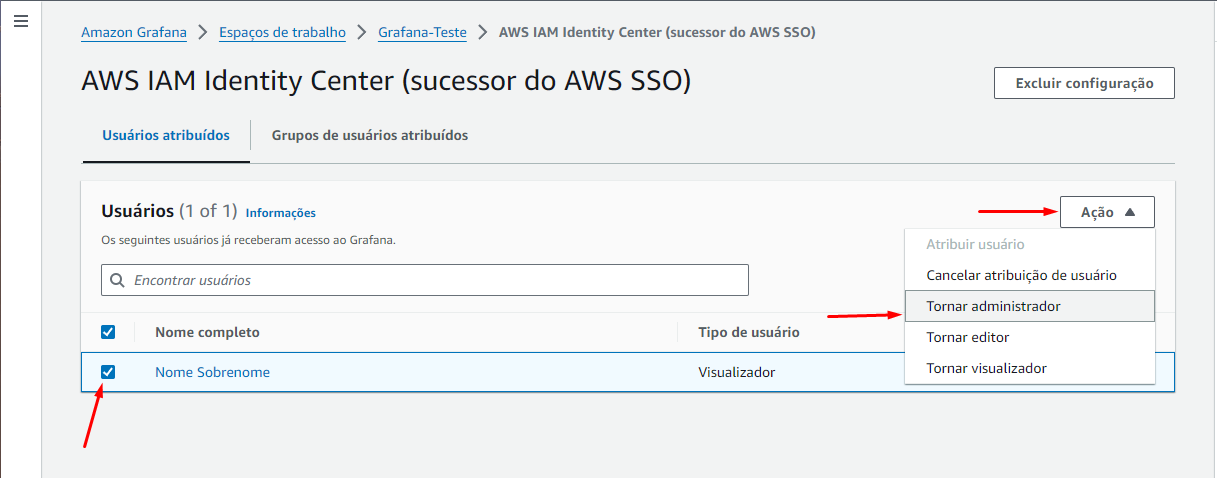 Amazon Grafana > Espaços de trabalho > Grafana-Teste > AWS IAM Identity Center (sucessor do AWS SSO)
AWS IAM Identity Center (sucessor do AWS SSO)
Excluir configuração
Usuários atribuídos
Grupos de usuários atribuídos
Usuários (1 of 1) Informações
Ação
Os seguintes usuários já receberam acesso ao Grafana.
Atribuir usuário
Cancelar atribuição de usuário
Tornar administrador
Tornar editor
Tornar visualizador
Encontrar usuários
Nome completo
Tipo de usuário
Nome Sobrenome
Visualizador